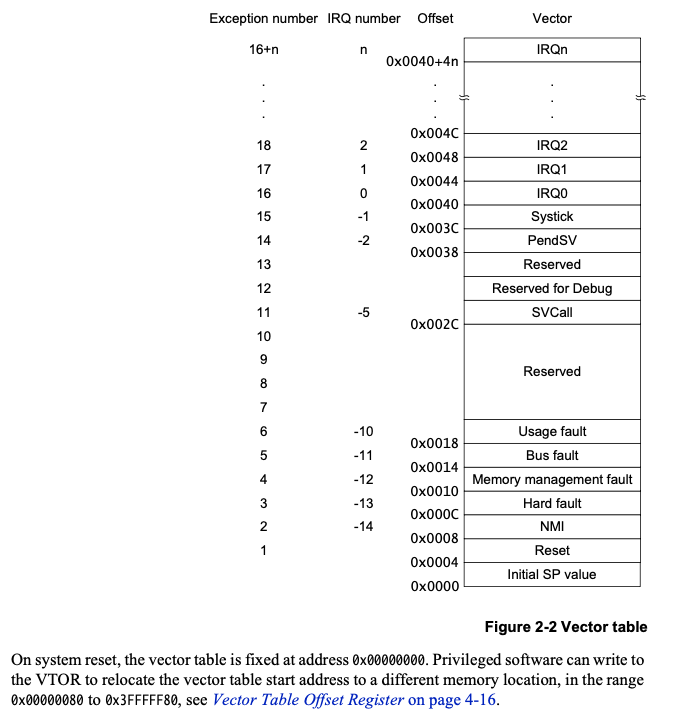 Exception number IRQ number Offset Vector
16+n n IRQn
0x0040+4n
. . .
. . .
. . .
0x004C
18 2 IRQ2
0x0048
17 1 IRQ1
0x0044
16 0 IRQ0
0x0040
15 -1 Systick
0x003C
14 -2 PendSV
0x0038
13 Reserved
12 Reserved for Debug
11 -5 SVCall
0x002C
10
9
Reserved
8
7
6 -10 Usage fault
0x0018
5 -11 Bus fault
0x0014
4 -12 Memory management fault
0x0010
3 -13 Hard fault
0x000C
2 -14 NMI
0x0008
1 Reset
0x0004
Initial SP value
0x0000
Figure 2-2 Vector table
On system reset, the vector table is fixed at address 0x00000000. Privileged software can write to
the VTOR to relocate the vector table start address to a different memory location, in the range
0x00000080 to 0x3FFFFF80, see Vector Table Offset Register on page 4-16.